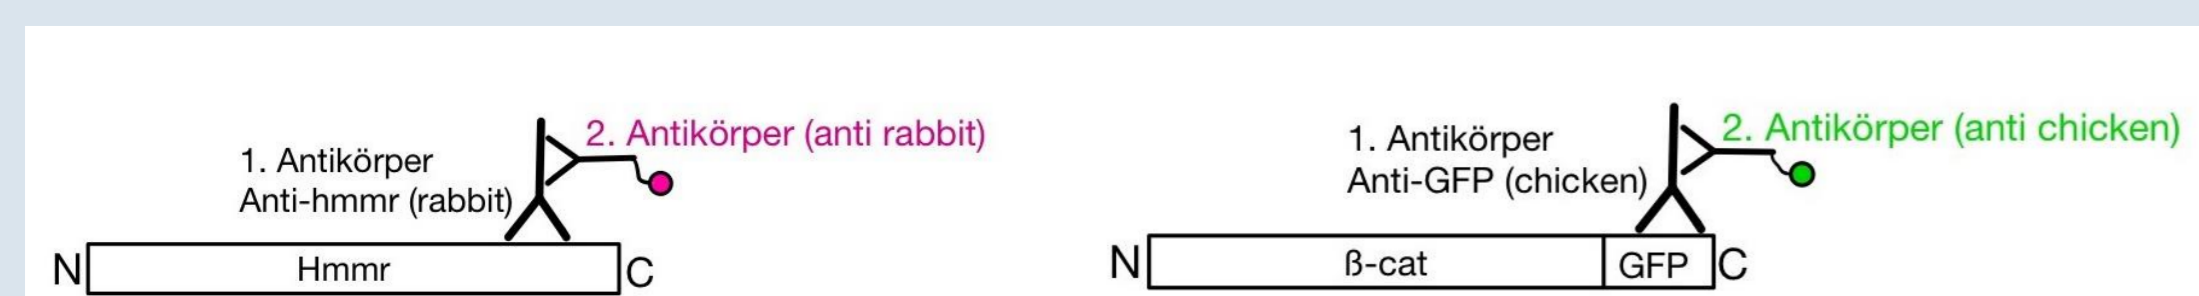 1. Antikörper
Anti-hmmr (rabbit)
2. Antikörper (anti rabbit)
N
Hmmr
C
1. Antikörper
Anti-GFP (chicken)
2. Antikörper (anti chicken)
N
ß-cat
GFP
C